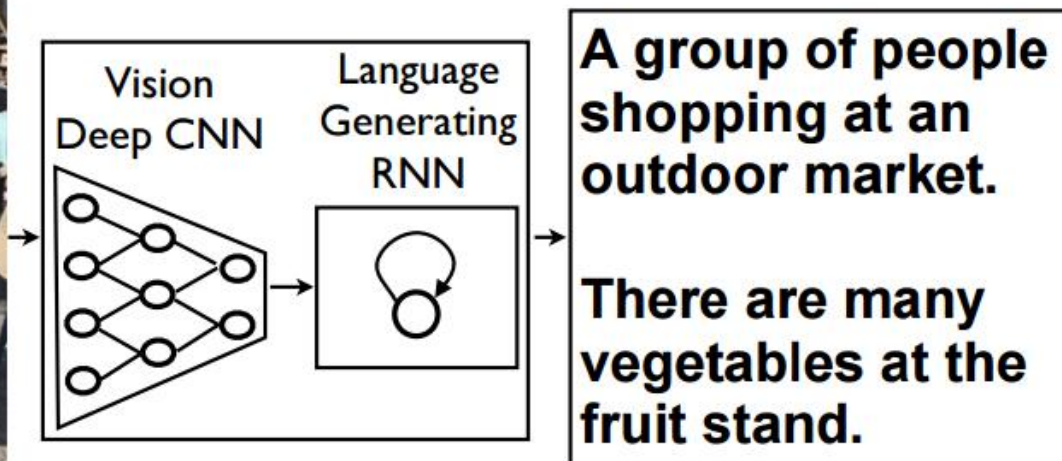 Vision
Deep CNN
Language
Generating
RNN
A group of people
shopping at an
outdoor market.
There are many
vegetables at the
fruit stand.